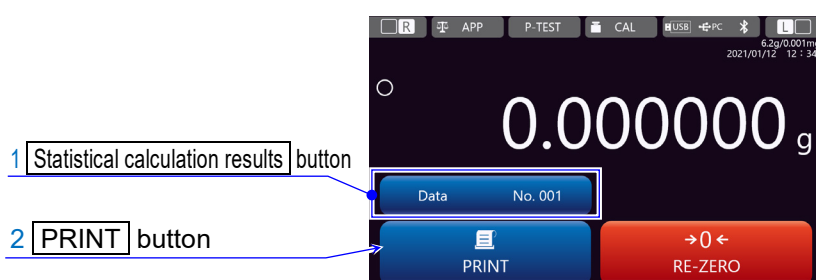 R APP P-TEST CAL USB PC L
6.2g/0.001mg
2021/01/12 12:34
0.000000 g
1 Statistical calculation results button
Data No. 001
2 PRINT button
PRINT
→0←
RE-ZERO